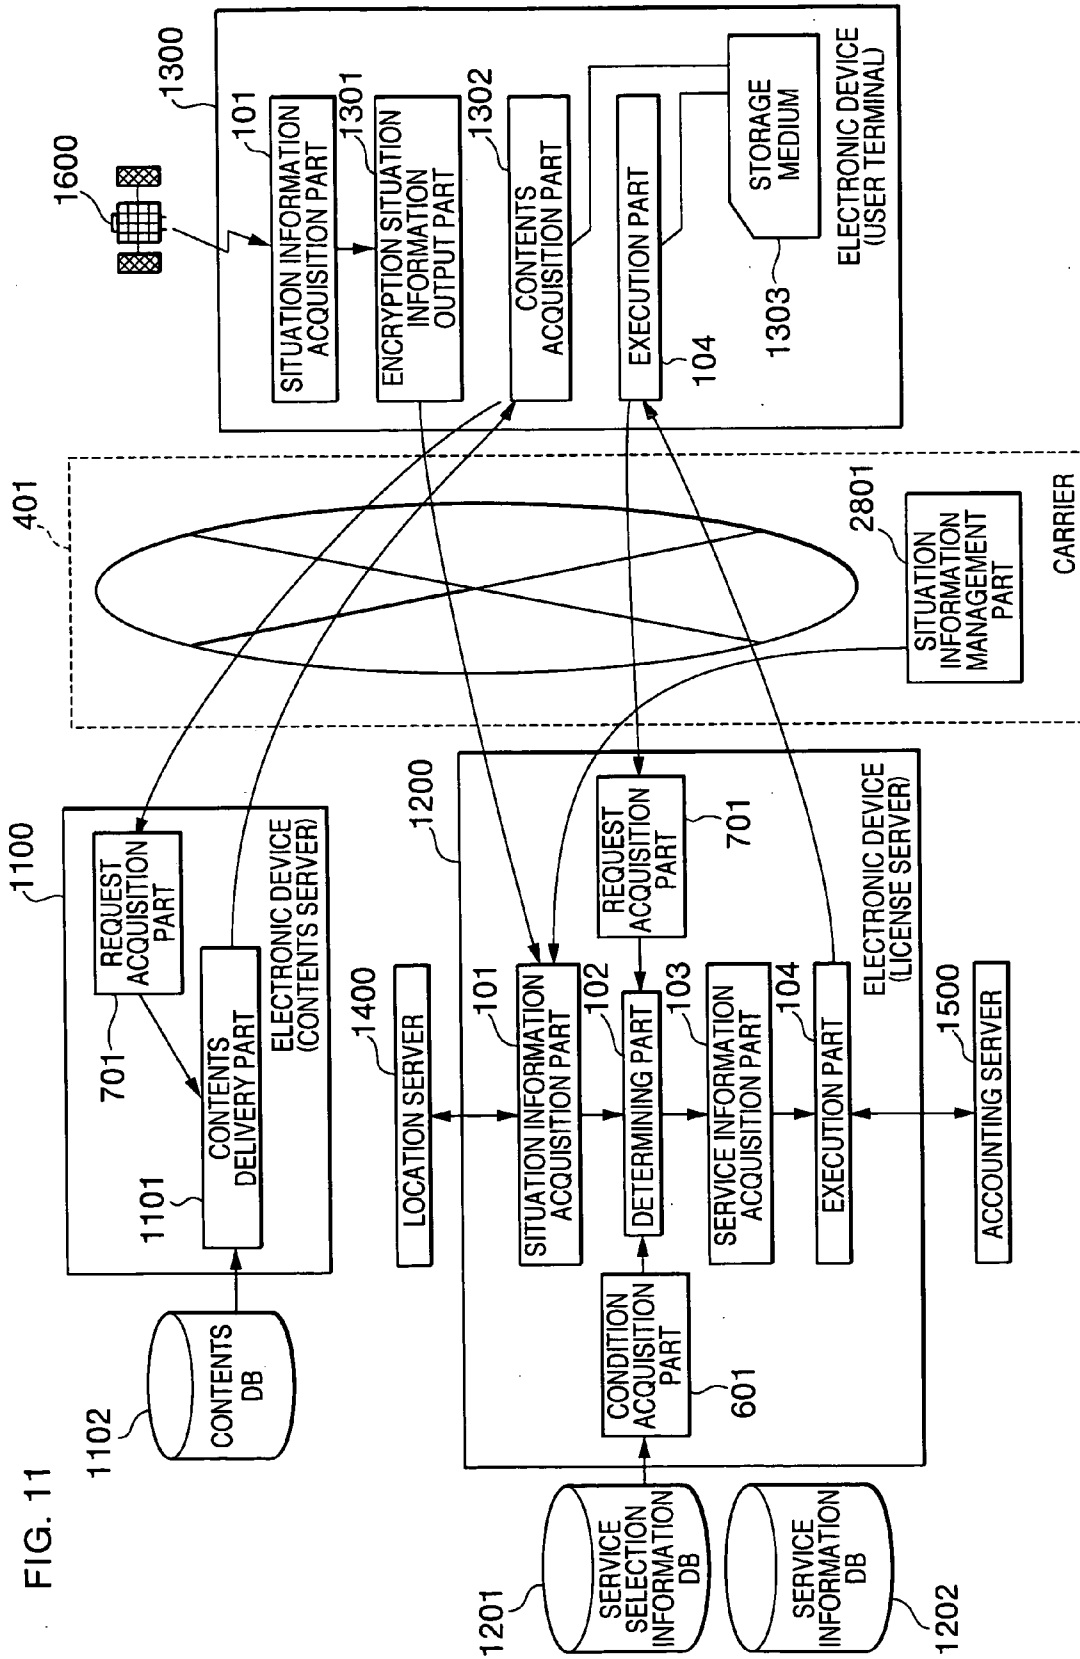 FIG. 11
1102
CONTENTS
DB
1100
REQUEST
ACQUISITION
PART
701
1101
CONTENTS
DELIVERY PART
ELECTRONIC DEVICE
(CONTENTS SERVER)
1400
LOCATION SERVER
1201
SERVICE
SELECTION
INFORMATION
DB
SERVICE
INFORMATION
DB
1202
1200
CONDITION
ACQUISITION
PART
601
101
SITUATION INFORMATION
ACQUISITION PART
102
DETERMINING PART
103
SERVICE INFORMATION
ACQUISITION PART
104
EXECUTION PART
REQUEST
ACQUISITION
PART
701
ELECTRONIC DEVICE
(LICENSE SERVER)
1500
ACCOUNTING SERVER
401
2801
SITUATION
INFORMATION
MANAGEMENT
PART
CARRIER
1600
1300
101
SITUATION INFORMATION
ACQUISITION PART
1301
ENCRYPTION SITUATION
INFORMATION
OUTPUT PART
1302
CONTENTS
ACQUISITION PART
EXECUTION PART
104
STORAGE
MEDIUM
1303
ELECTRONIC DEVICE
(USER TERMINAL)